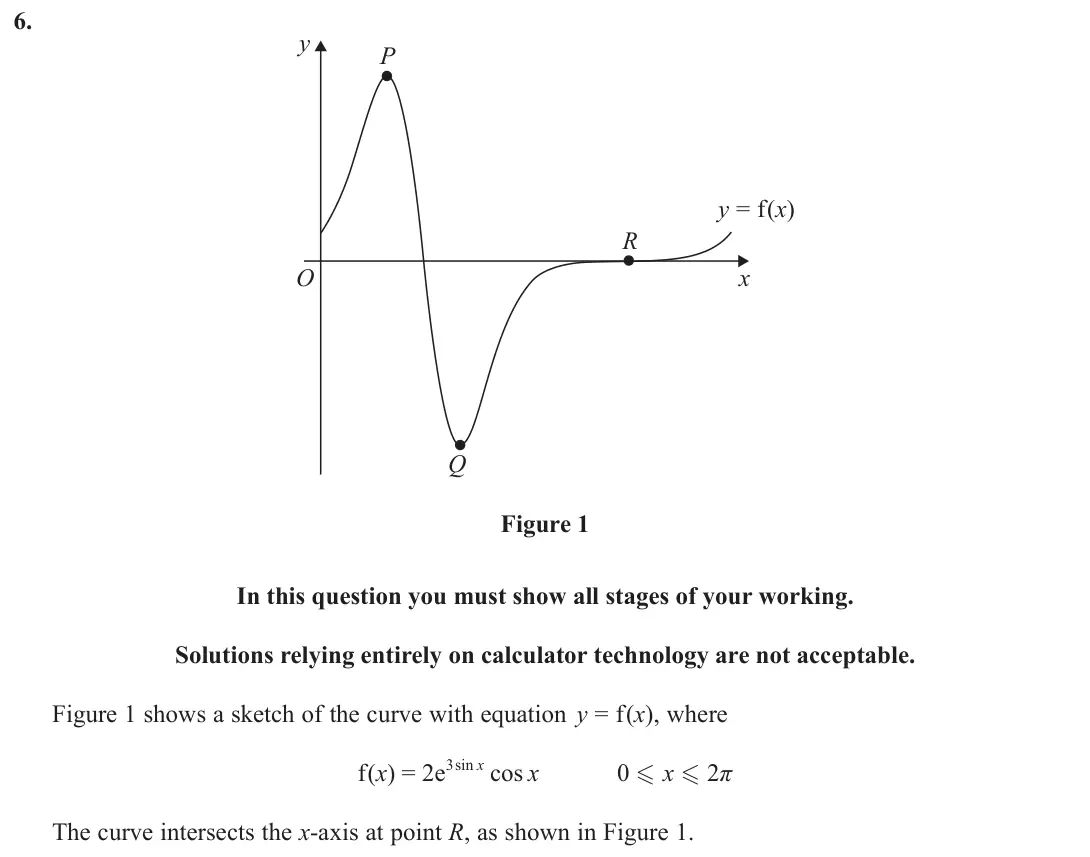 6.
y
P
y = f(x)
R
O
x
Q
Figure 1
In this question you must show all stages of your working.
Solutions relying entirely on calculator technology are not acceptable.
Figure 1 shows a sketch of the curve with equation y = f(x), where
f(x) = 2e^{3 sin x} cos x 0 ⩽ x ⩽ 2π
The curve intersects the x-axis at point R, as shown in Figure 1.